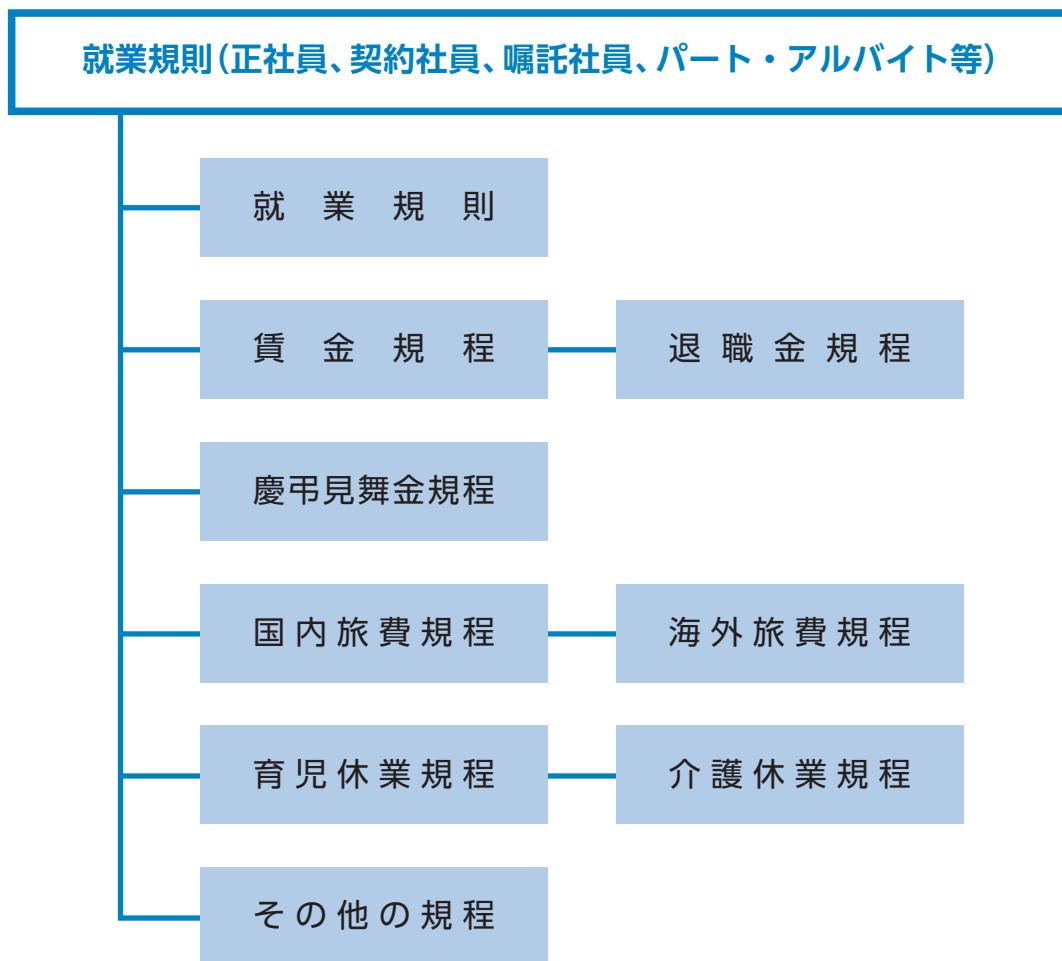 就業規則(正社員、契約社員、嘱託社員、パート・アルバイト等)
就業規則
賃金規程
退職金規程
慶弔見舞金規程
国内旅費規程
海外旅費規程
育児休業規程
介護休業規程
その他の規程